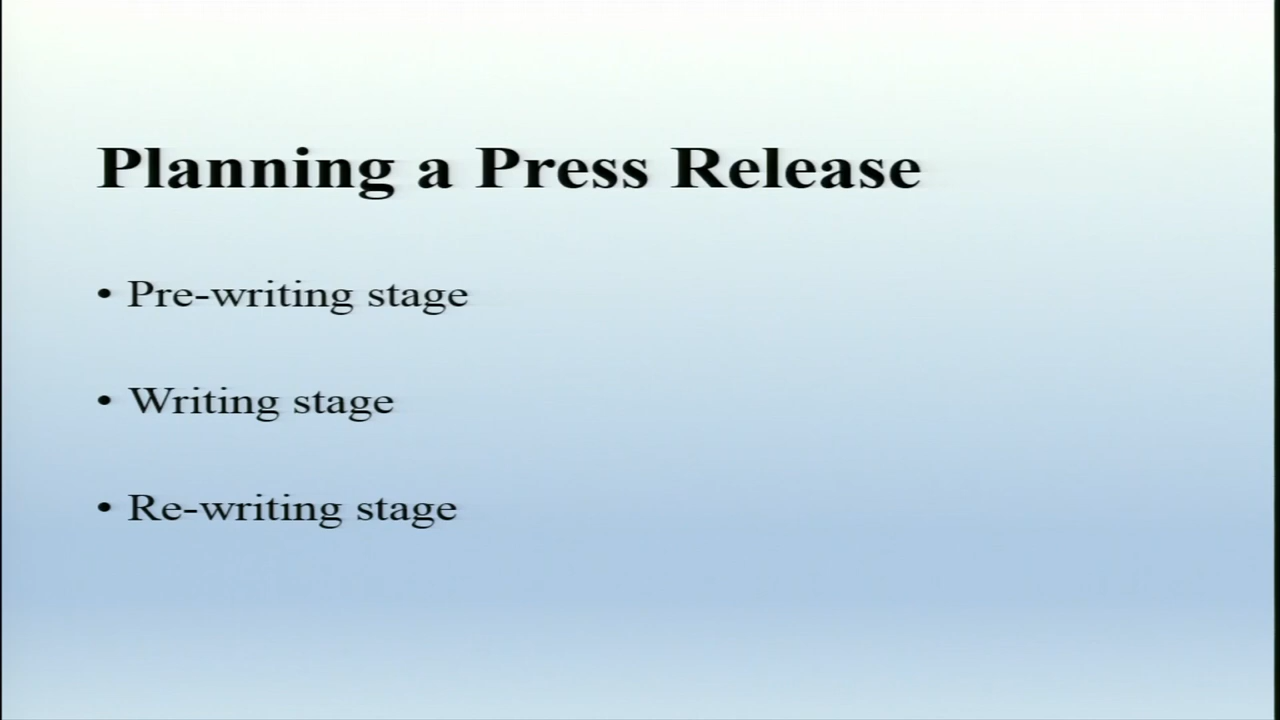 Planning a Press Release
• Pre-writing stage
• Writing stage
• Re-writing stage